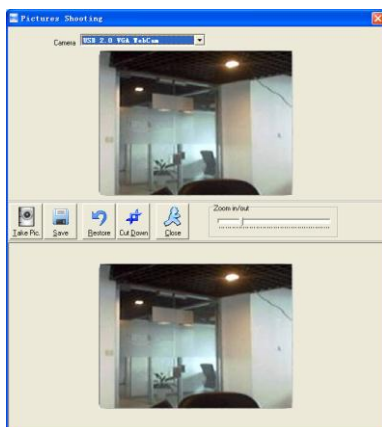 Pictures Shooting
Camera USB 2.0 VGA WebCam
Take Pic. Save Restore Cut Down Close Zoom in/out